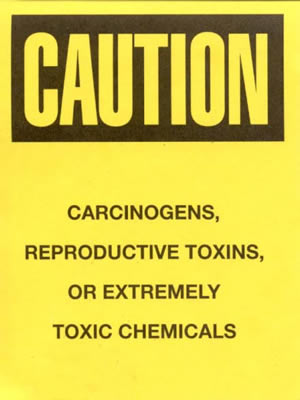 CAUTION
CARCINOGENS,
REPRODUCTIVE TOXINS,
OR EXTREMELY
TOXIC CHEMICALS